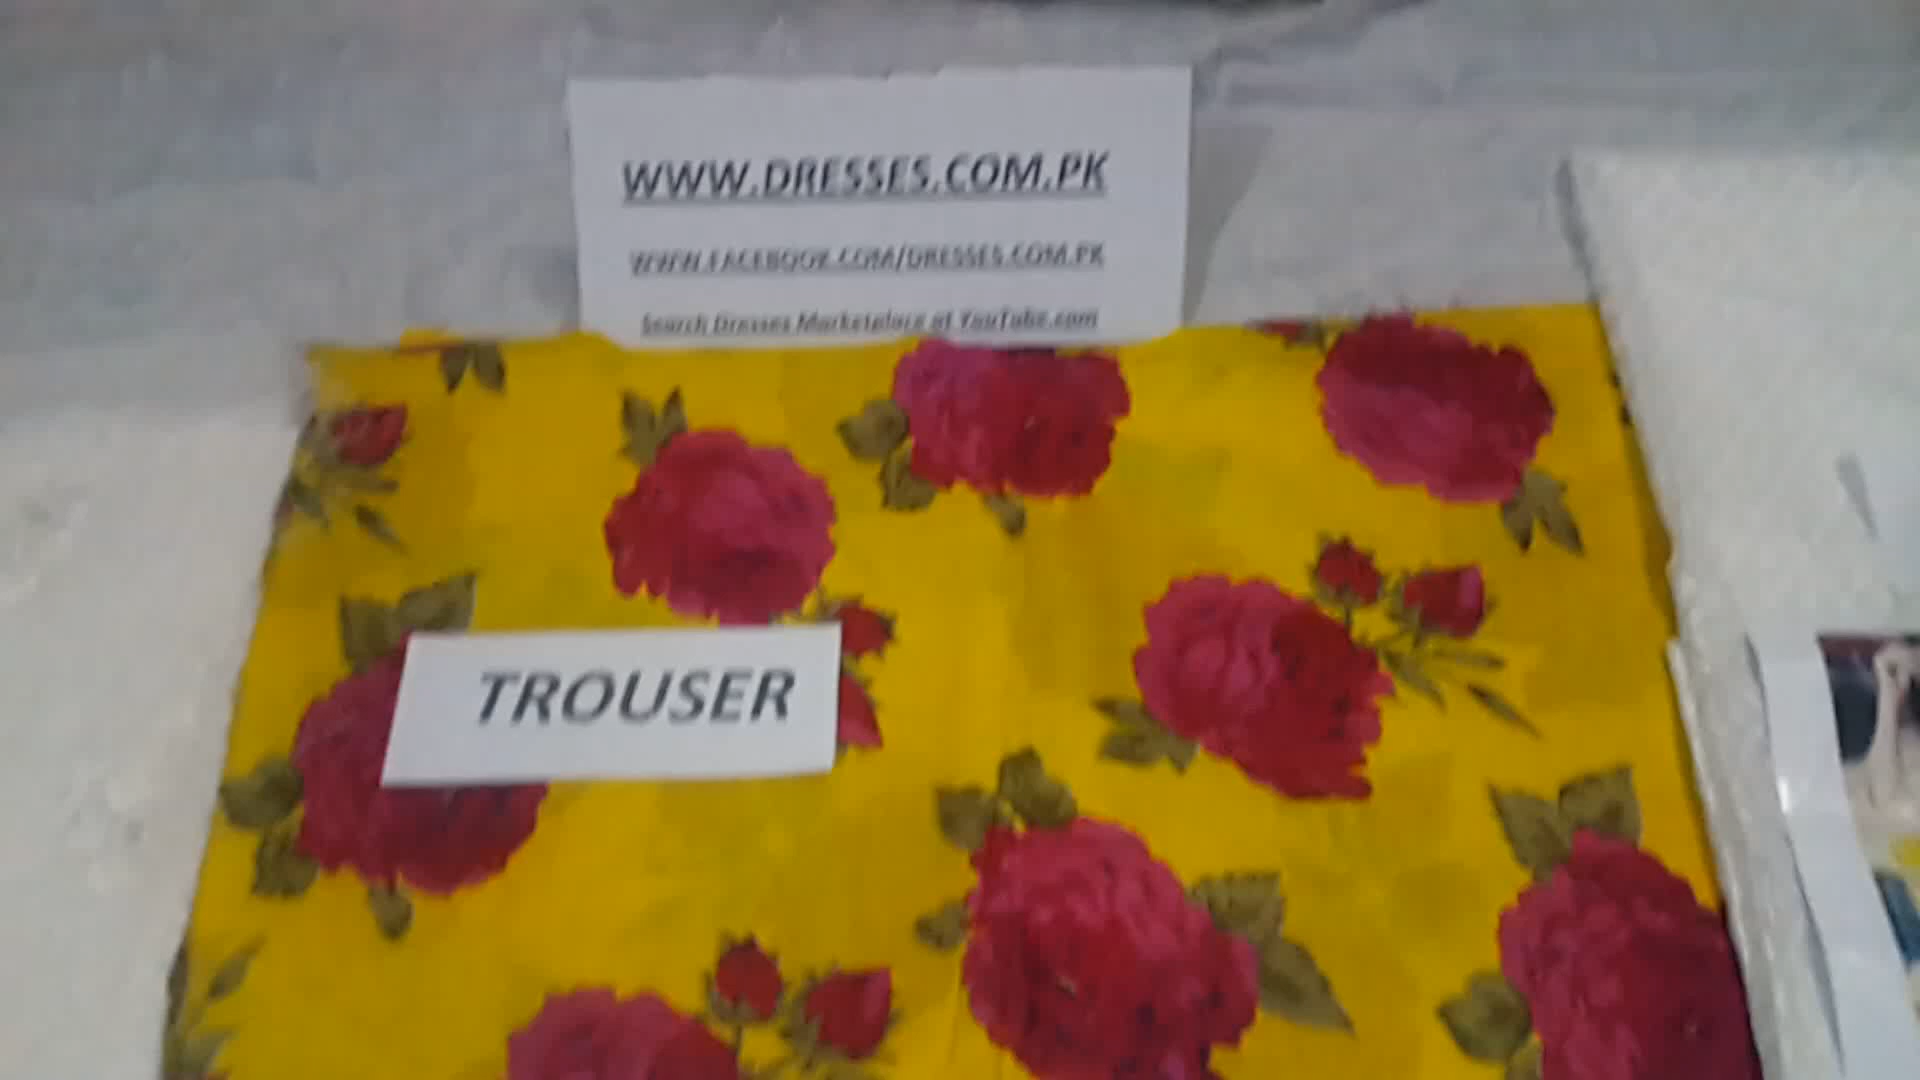 WWW.DRESSES.COM.PK
WWW.FACEBOOK.COM/DRESSES.COM.PK
Search Dresses Marketplace at YouTube.com
TROUSER